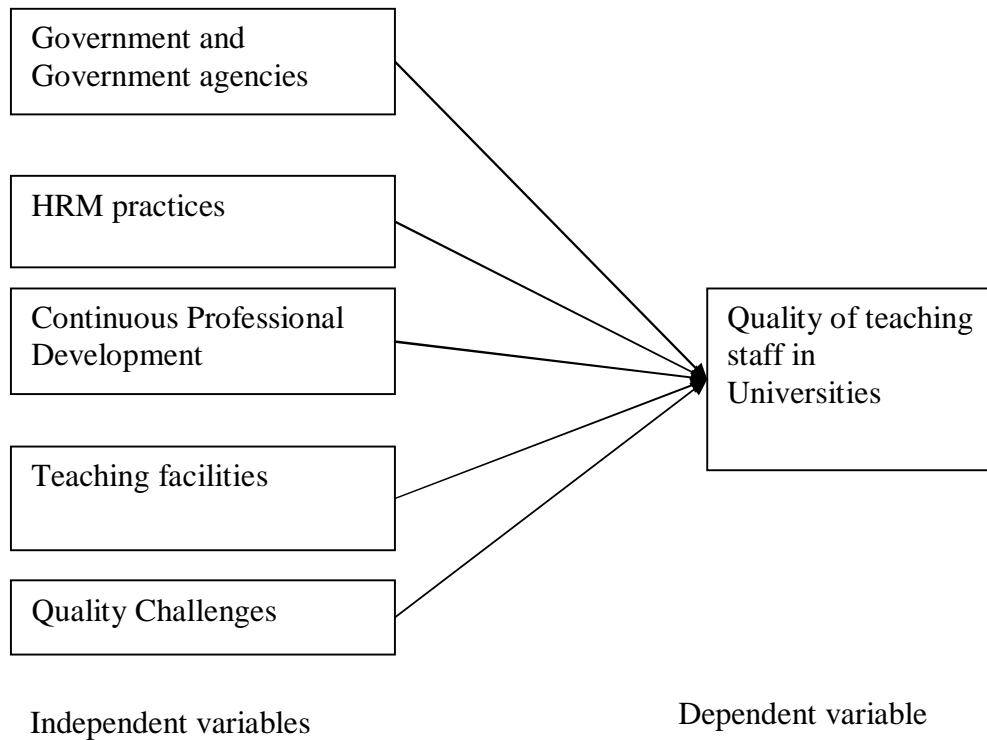 Government and
Government agencies
HRM practices
Continuous Professional
Development
Teaching facilities
Quality Challenges
Quality of teaching
staff in
Universities
Independent variables
Dependent variable